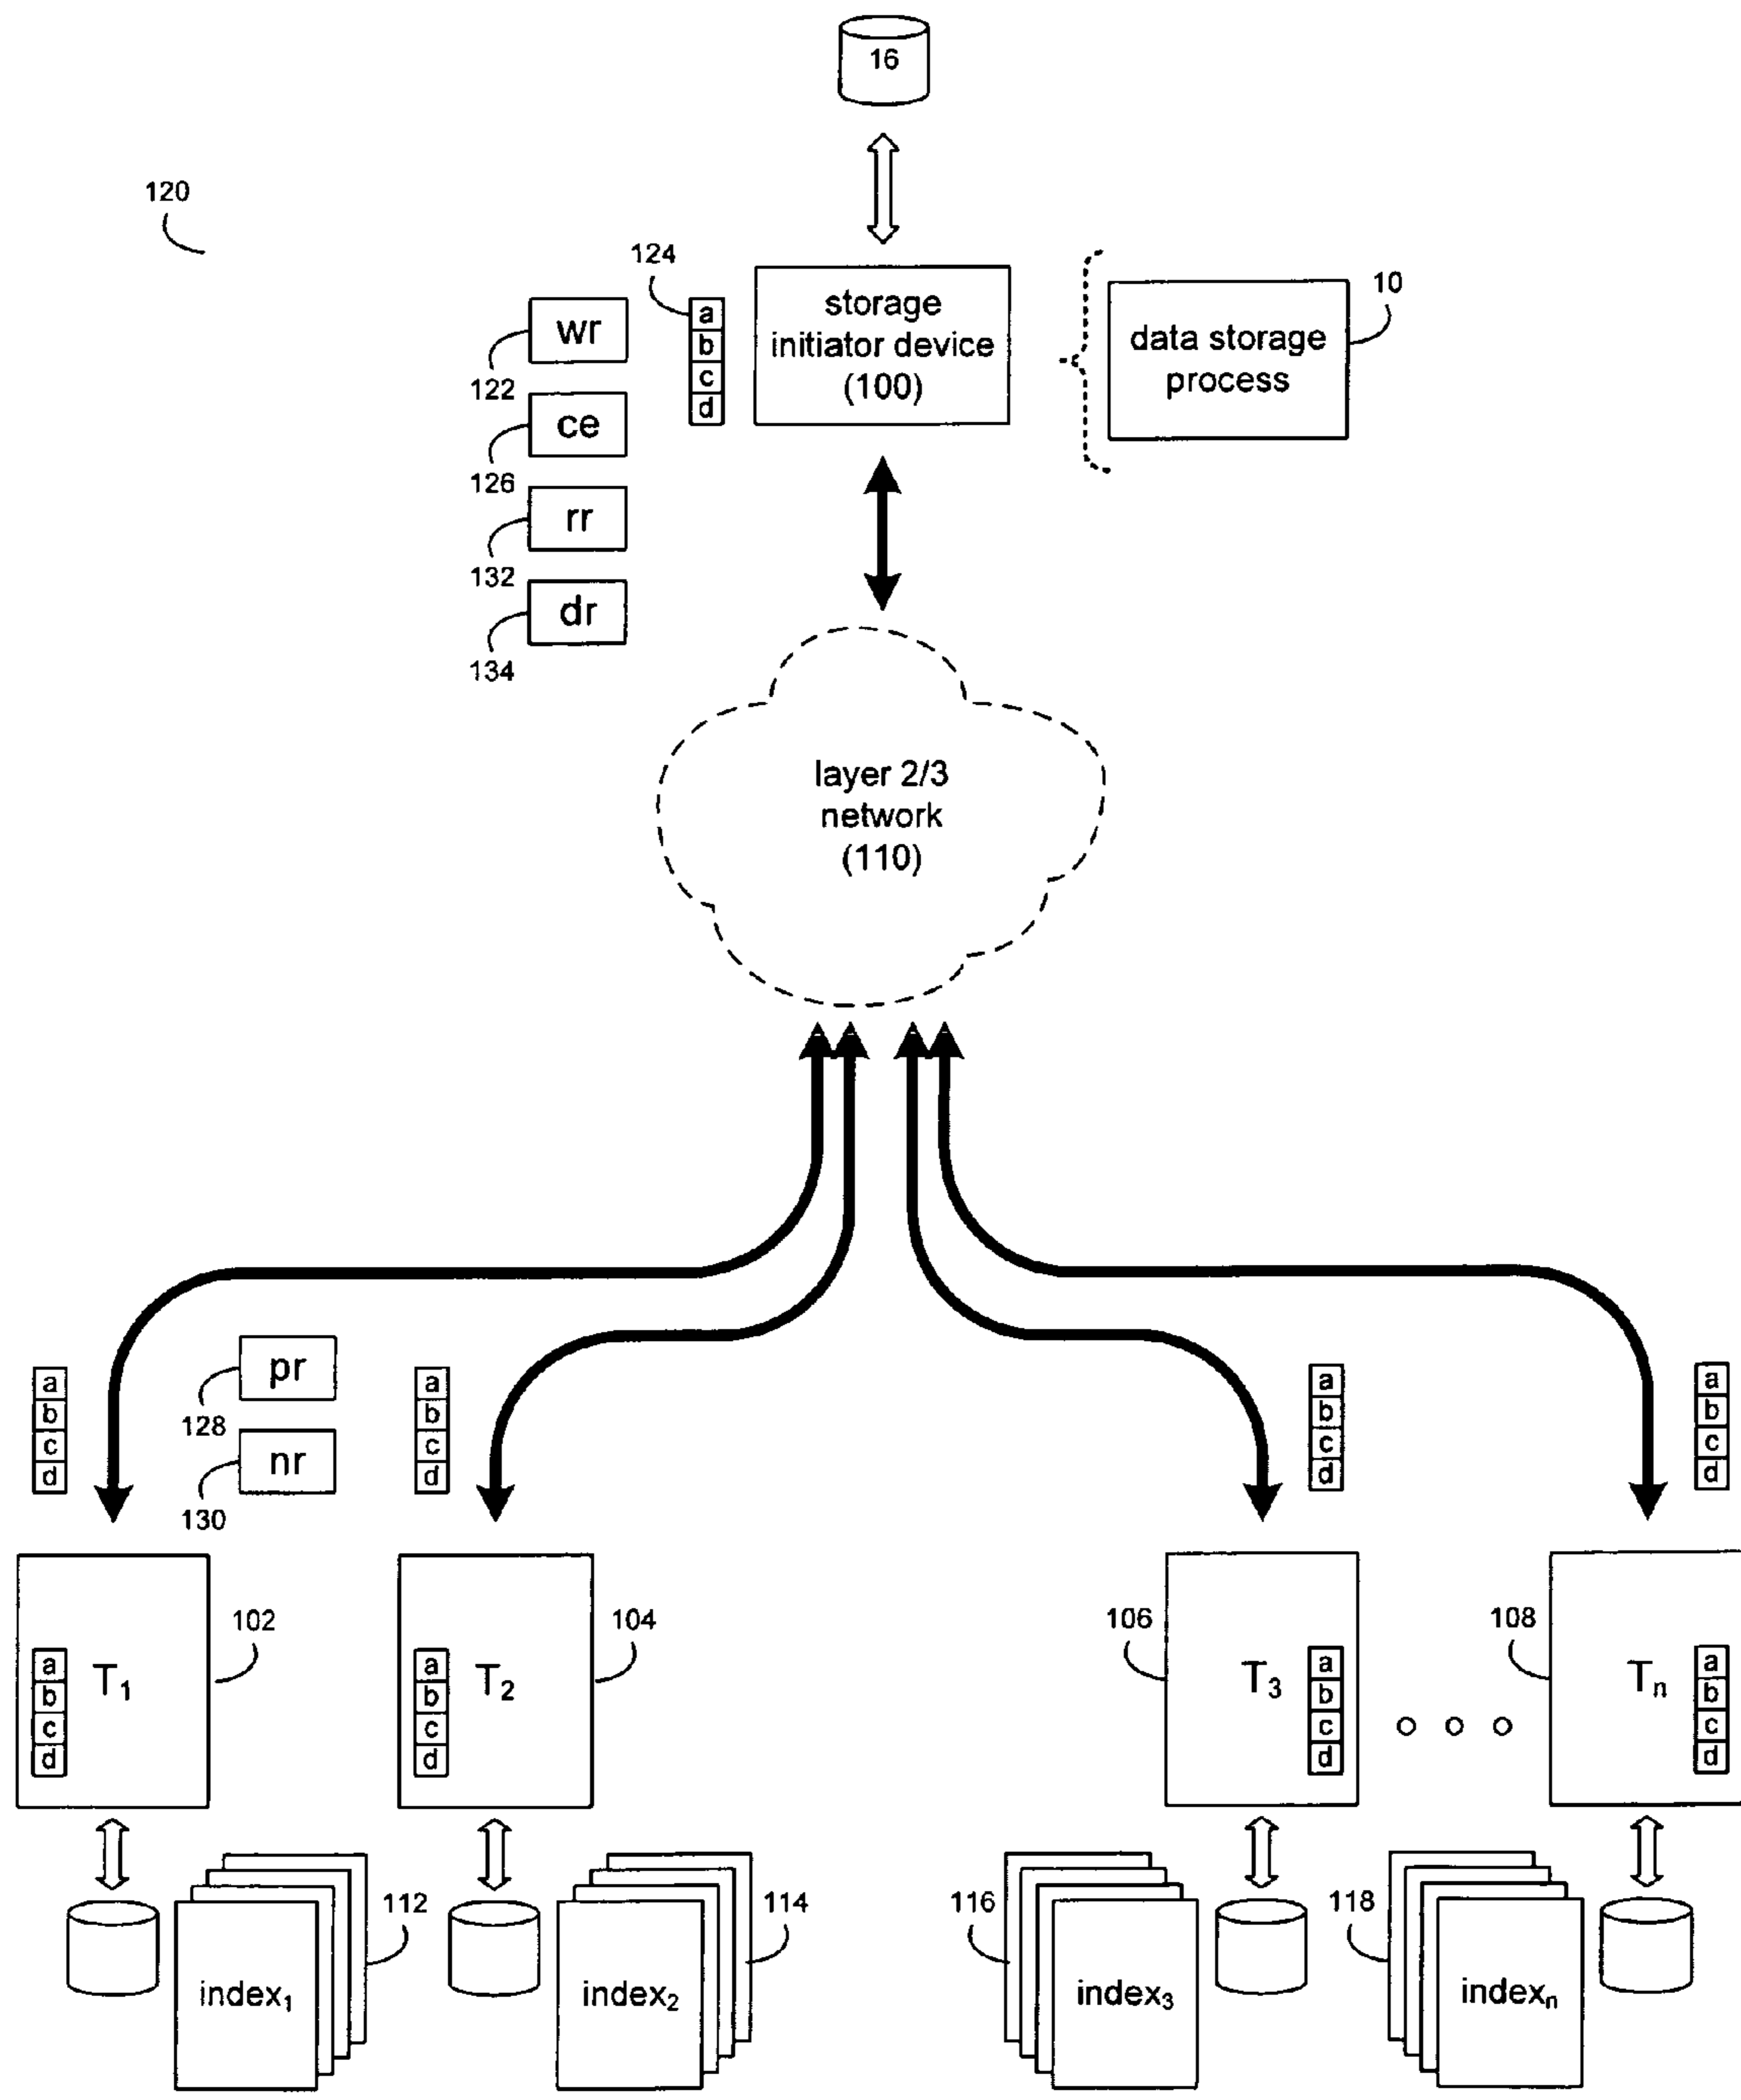 16
120
124
storage
initiator device
(100)
10
data storage
process
a
b
c
d
wr
122
ce
126
rr
132
dr
134
layer 2/3
network
(110)
a
b
c
d
pr
128
nr
130
a
b
c
d
a
b
c
d
a
b
c
d
102
T1
a
b
c
d
104
T2
a
b
c
d
106
T3
a
b
c
d
108
Tn
a
b
c
d
112
index1
114
index2
116
index3
118
indexn